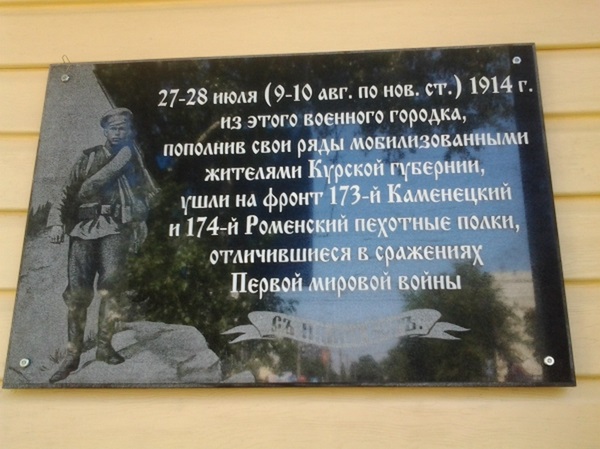 27-28 июля (9-10 авг. по нов. ст.) 1914 г.
из этого военного городка,
пополнив свои ряды мобилизованными
жителями Курской губернии,
ушли на фронт 173-й Каменецкий
и 174-й Роменский пехотные полки,
отличившиеся в сражениях
Первой мировой войны